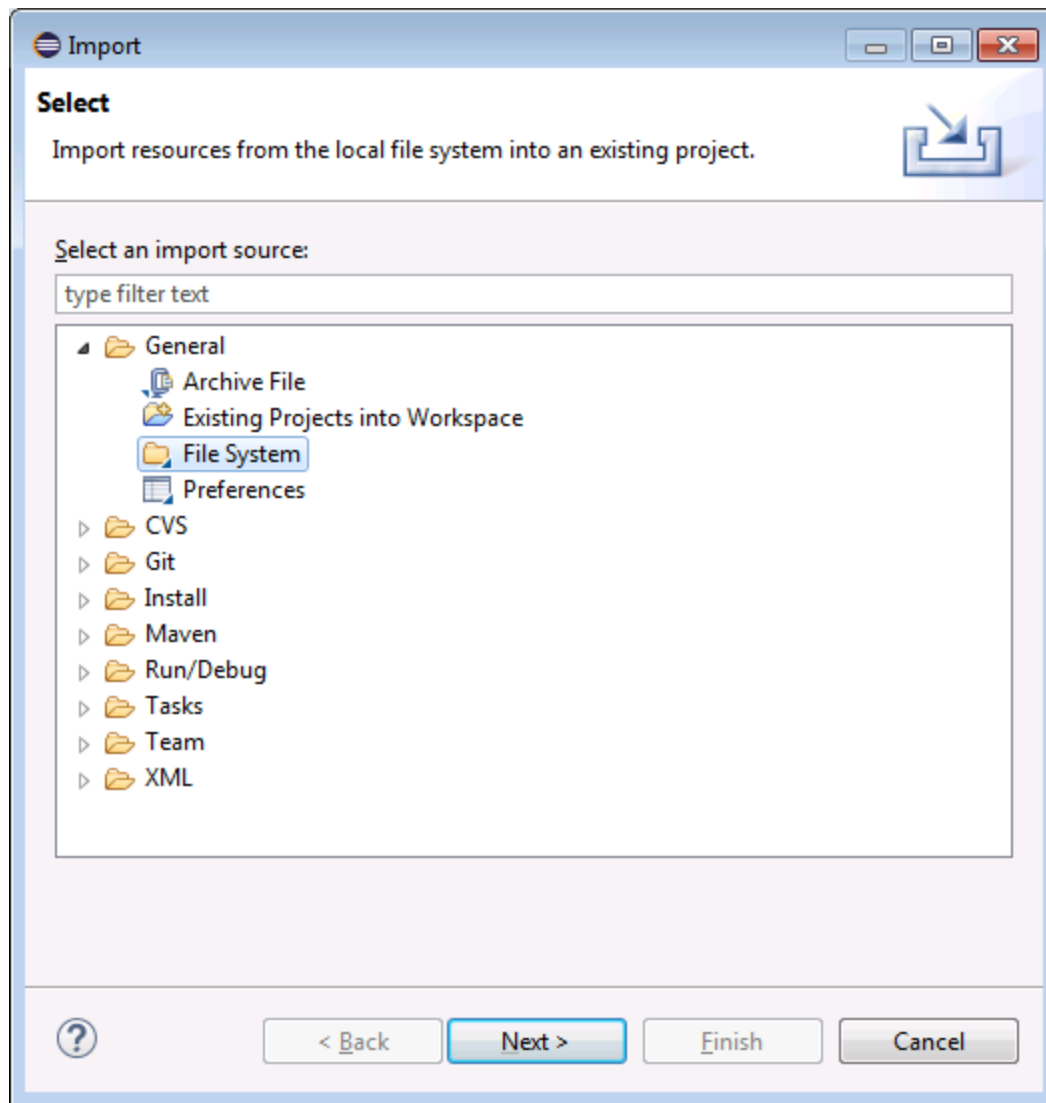 Import
Select
Import resources from the local file system into an existing project.
Select an import source:
type filter text
General
Archive File
Existing Projects into Workspace
File System
Preferences
CVS
Git
Install
Maven
Run/Debug
Tasks
Team
XML
? < Back Next > Finish Cancel